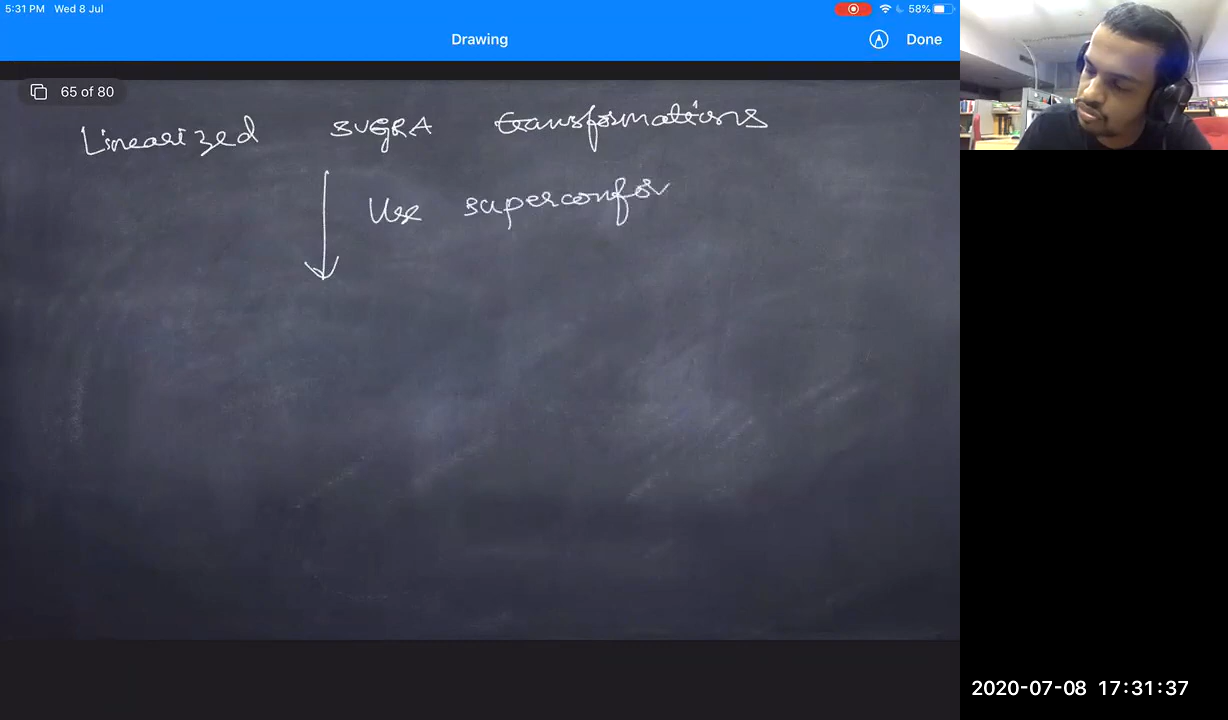 5:31 PM Wed 8 Jul
58%
Drawing
Done
65 of 80
Linearized SUGRA transformations
Use superconfor
2020-07-08 17:31:37